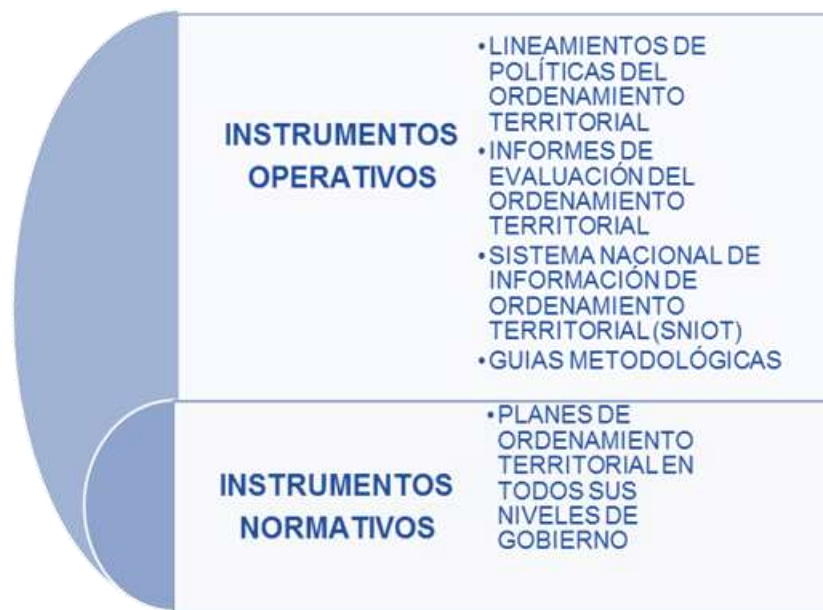 INSTRUMENTOS
OPERATIVOS
•LINEAMIENTOS DE
POLÍTICAS DEL
ORDENAMIENTO
TERRITORIAL
•INFORMES DE
EVALUACIÓN DEL
ORDENAMIENTO
TERRITORIAL
•SISTEMA NACIONAL DE
INFORMACIÓN DE
ORDENAMIENTO
TERRITORIAL (SNIOT)
•GUIAS METODOLÓGICAS
INSTRUMENTOS
NORMATIVOS
•PLANES DE
ORDENAMIENTO
TERRITORIAL EN
TODOS SUS
NIVELES DE
GOBIERNO